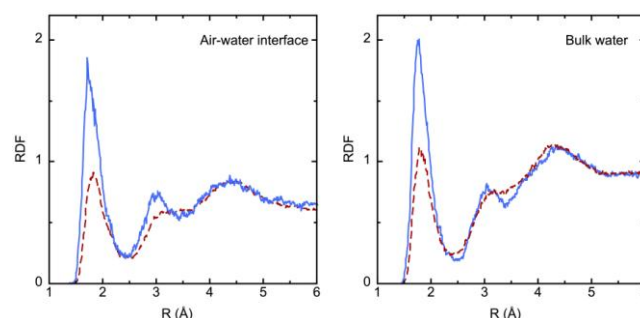 Air-water interface
2
1
0
RDF
1 2 3 4 5 6
R (Å)
Bulk water
2
1
0
RDF
1 2 3 4 5
R (Å)